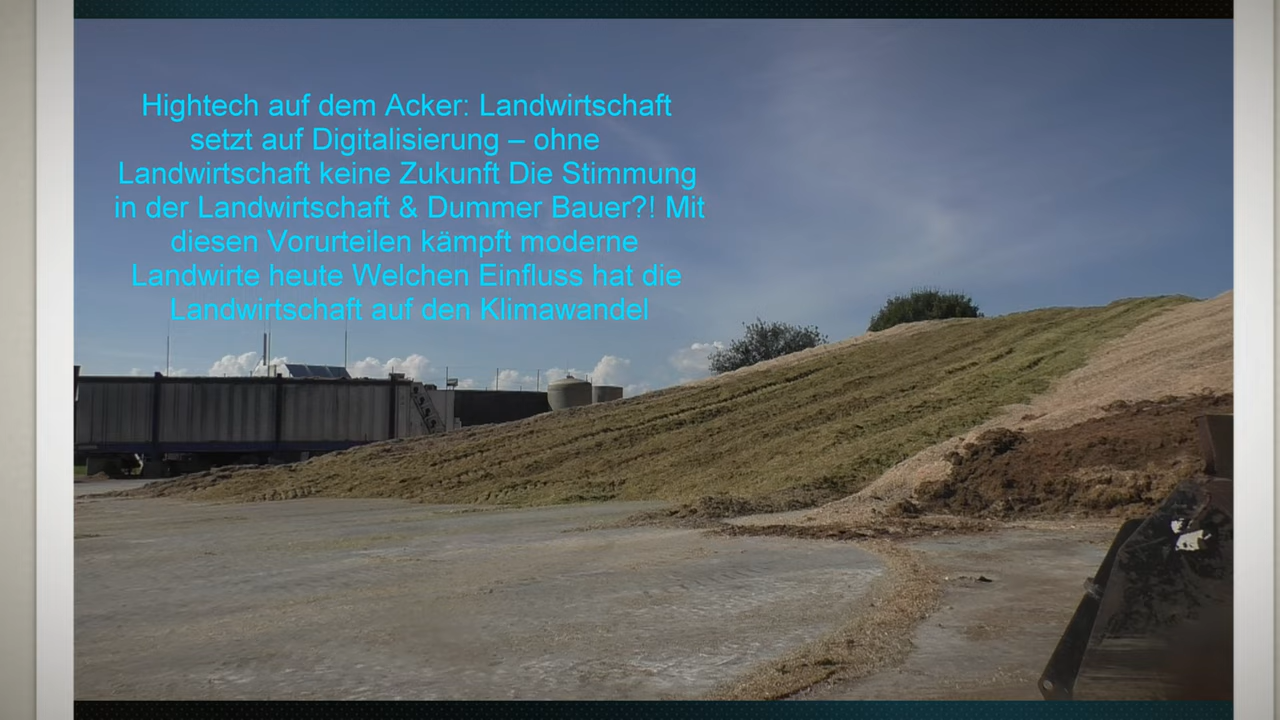 Hightech auf dem Acker: Landwirtschaft
setzt auf Digitalisierung – ohne
Landwirtschaft keine Zukunft Die Stimmung
in der Landwirtschaft & Dummer Bauer?! Mit
diesen Vorurteilen kämpft moderne
Landwirte heute Welchen Einfluss hat die
Landwirtschaft auf den Klimawandel